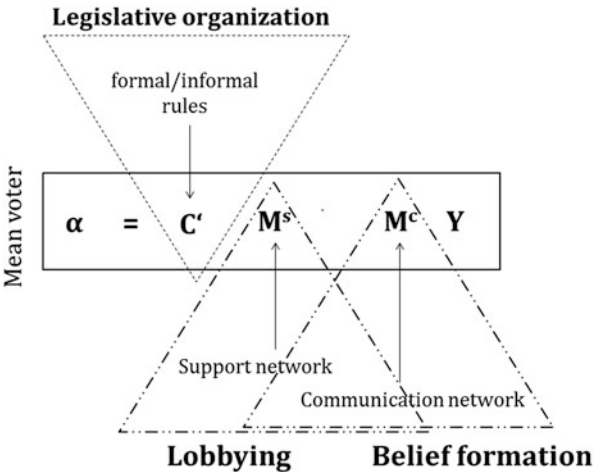 Legislative organization
formal/informal
rules
Mean voter
α = C‘ Mˢ . Mᶜ Y
Support network
Communication network
Lobbying Belief formation